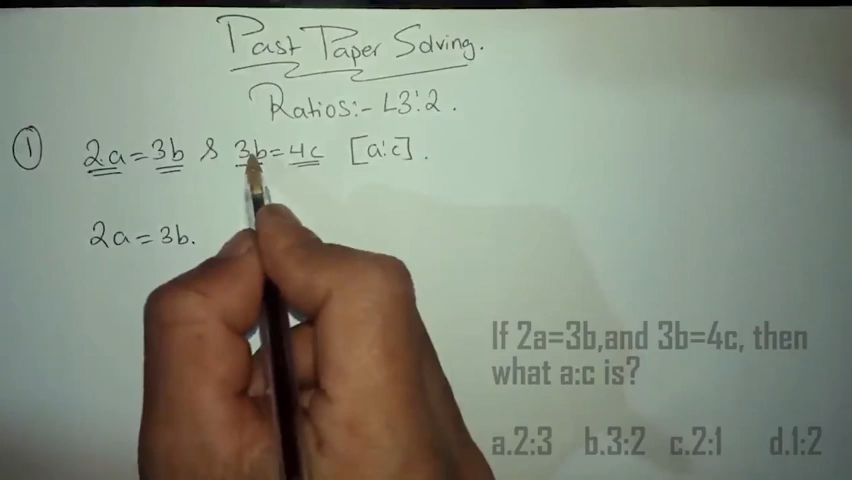 Past Paper Solving.
Ratios:- L3:2.
① 2a=3b & 3b=4c [a:c].
2a=3b.
If 2a=3b,and 3b=4c, then
what a:c is?
a.2:3 b.3:2 c.2:1 d.1:2